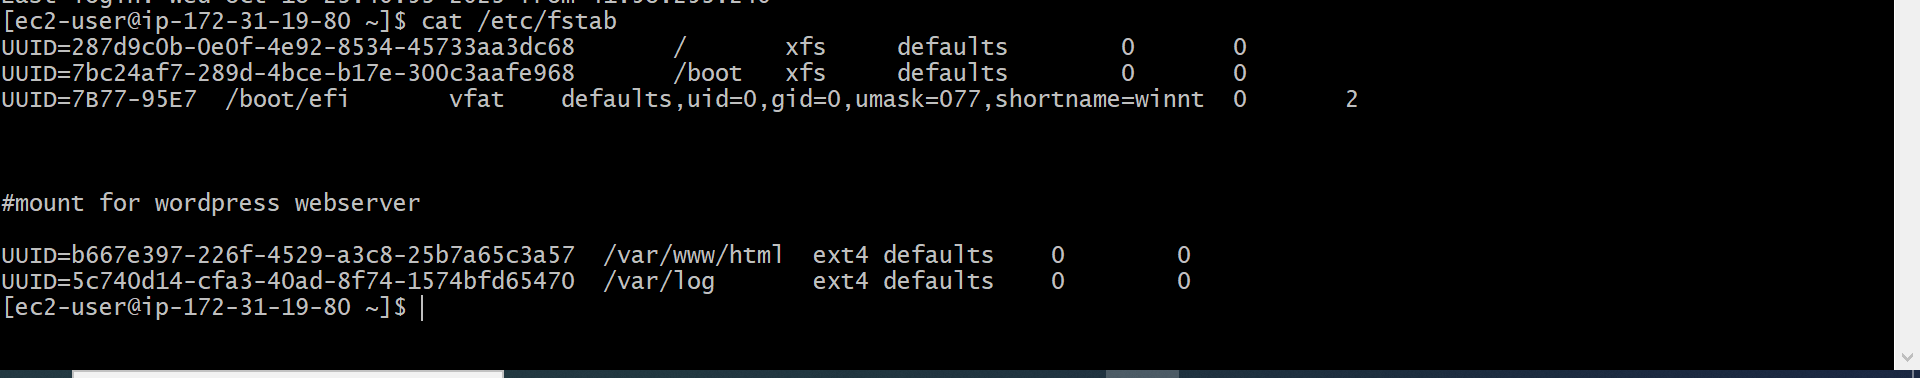 [ec2-user@ip-172-31-19-80 ~]$ cat /etc/fstab
UUID=287d9c0b-0e0f-4e92-8534-45733aa3dc68 / xfs defaults 0 0
UUID=7bc24af7-289d-4bce-b17e-300c3aafe968 /boot xfs defaults 0 0
UUID=7B77-95E7 /boot/efi vfat defaults,uid=0,gid=0,umask=077,shortname=winnt 0 2
#mount for wordpress webserver
UUID=b667e397-226f-4529-a3c8-25b7a65c3a57 /var/www/html ext4 defaults 0 0
UUID=5c740d14-cfa3-40ad-8f74-1574bfd65470 /var/log ext4 defaults 0 0
[ec2-user@ip-172-31-19-80 ~]$